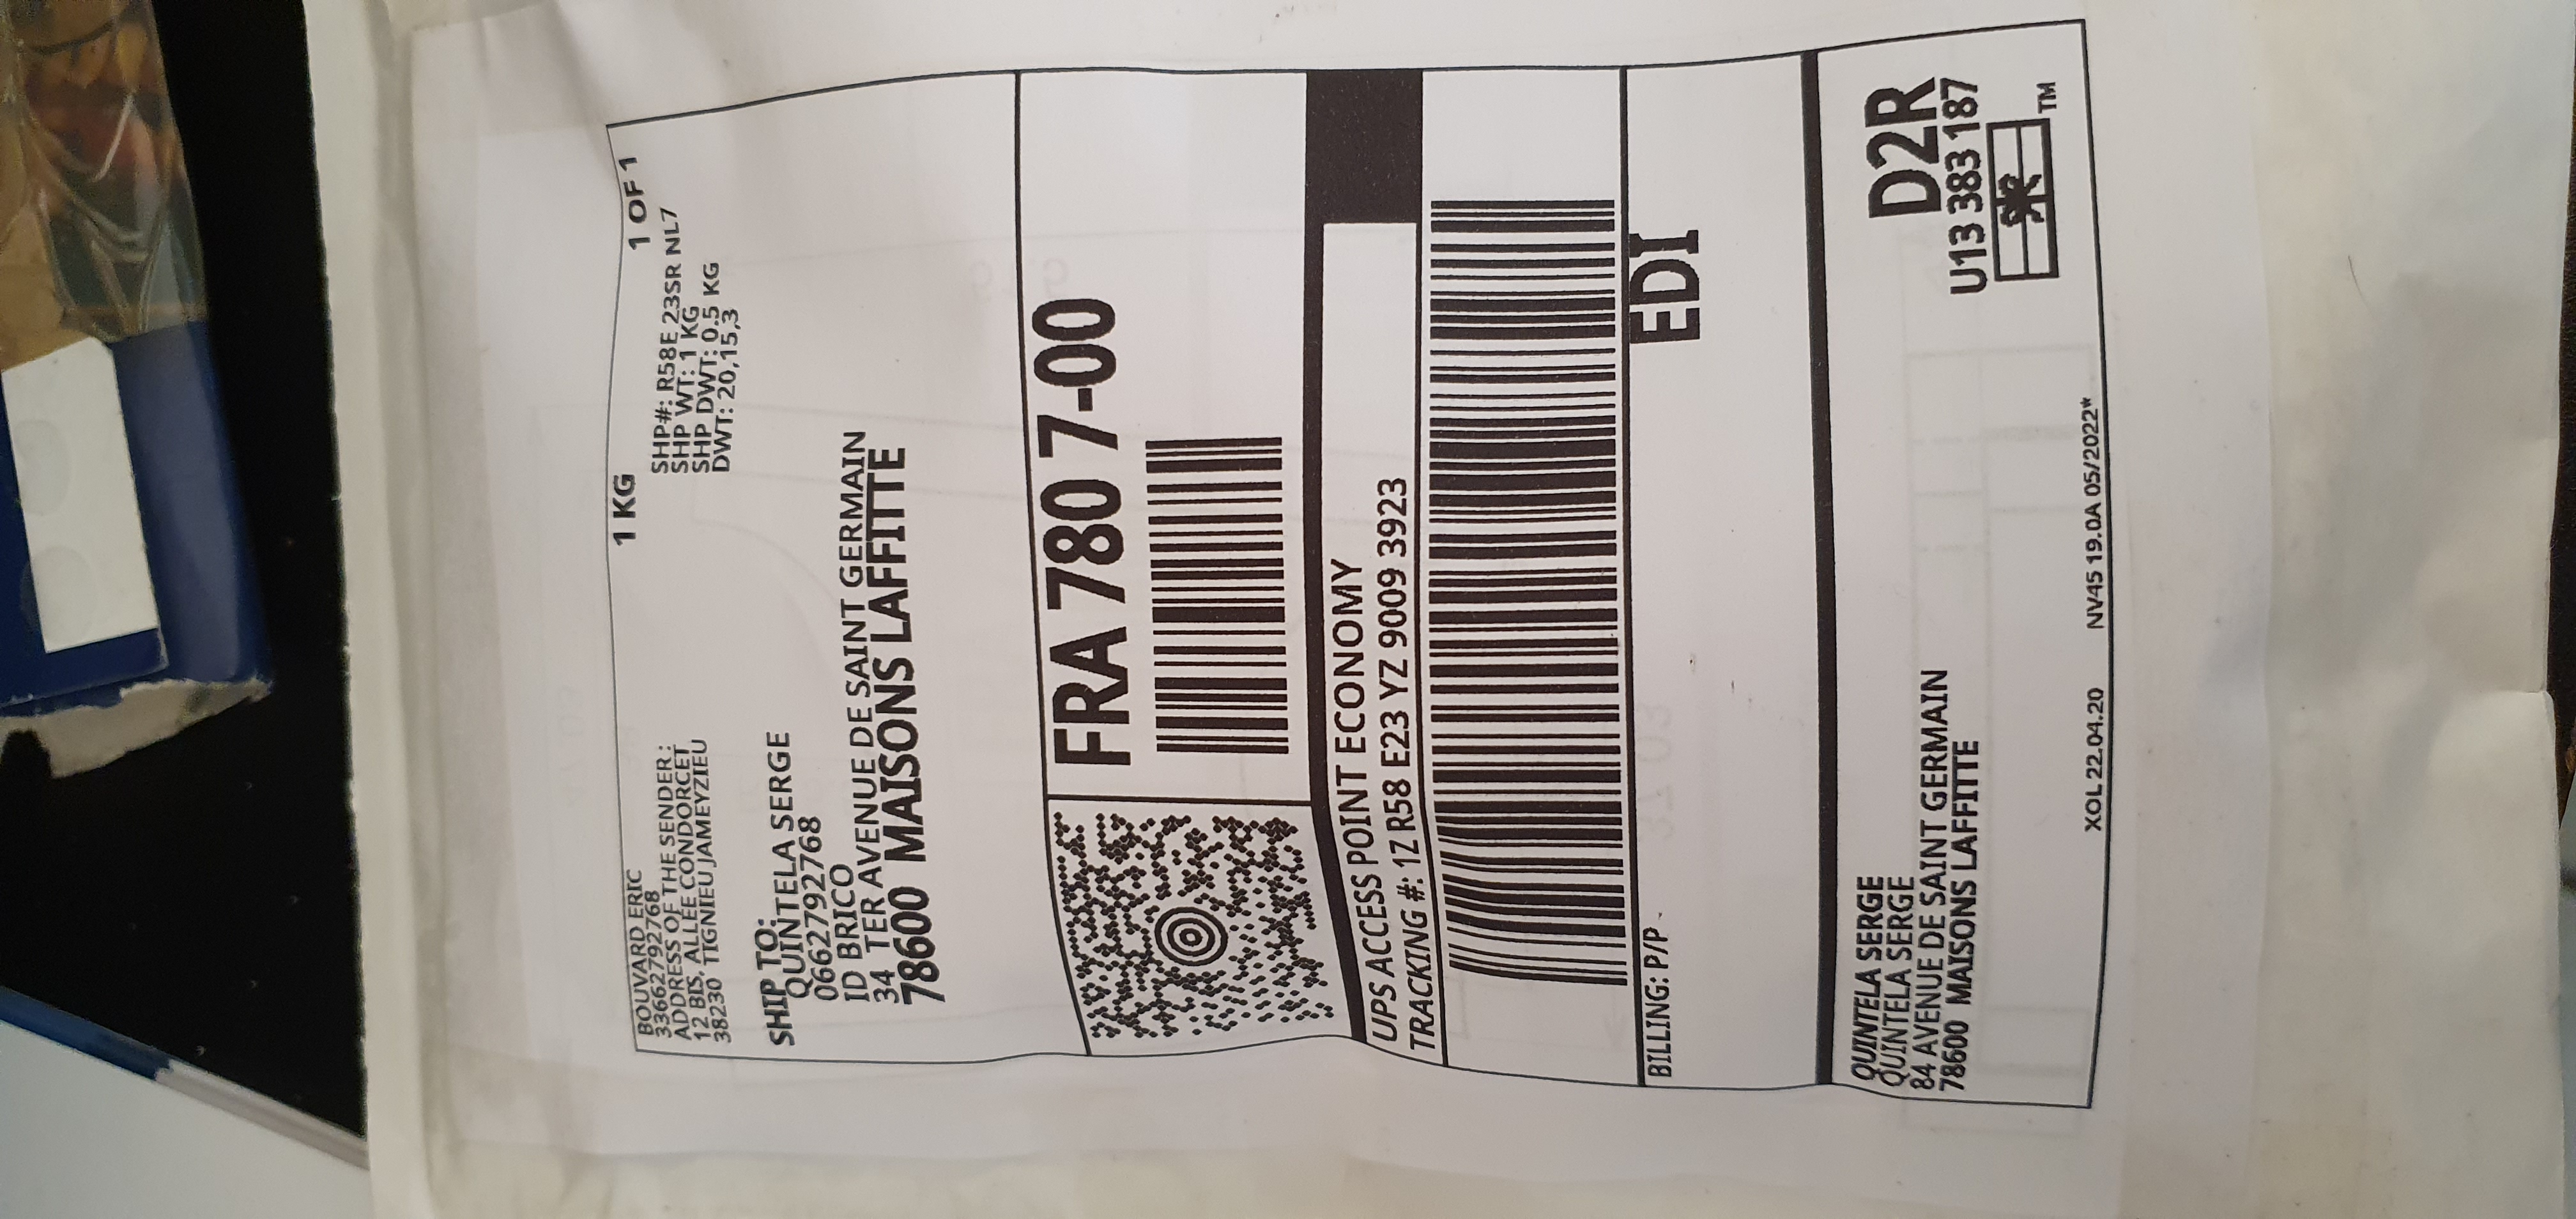 BOUVARD ERIC
33662792768
ADDRESS OF THE SENDER :
12 BIS, ALLÉE CONDORCET
38230 TIGNIEU JAMEYZIEU
1 KG
1 OF 1
SHP#: R58E 23SR NL7
SHP WT: 1 KG
SHP DWT: 0.5 KG
DWT: 20,15,3
SHIP TO:
QUINTELA SERGE
0662792768
ID BRICO
34 TER AVENUE DE SAINT GERMAIN
78600 MAISONS LAFFITTE
FRA 780 7-00
UPS ACCESS POINT ECONOMY
TRACKING #: 1Z R58 E23 YZ 9009 3923
BILLING: P/P
EDI
QUINTELA SERGE
QUINTELA SERGE
84 AVENUE DE SAINT GERMAIN
78600 MAISONS LAFFITTE
D2R
U13 383 187
TM
XOL 22.04.20 NV45 19.0A 05/2022*